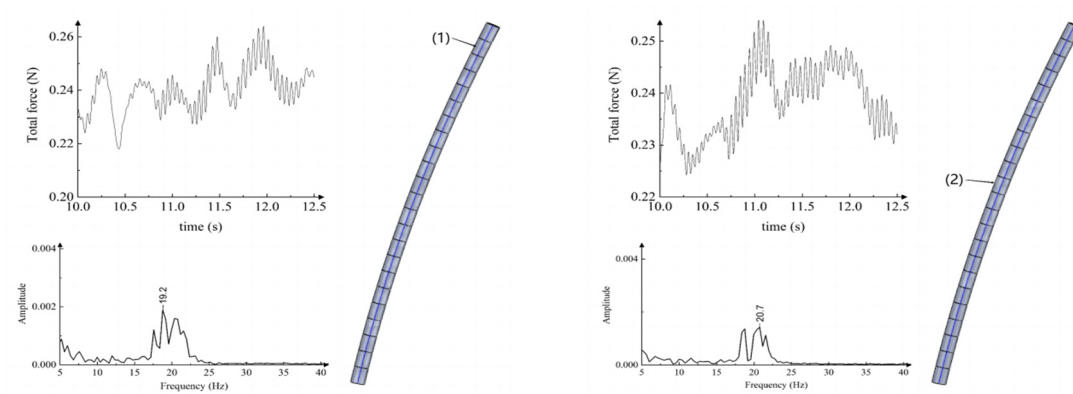 0.26
0.24
0.22
0.20
Total force (N)
10.0 10.5 11.0 11.5 12.0 12.5
time (s)
(1)
0.004
0.002
0.000
Amplitude
19.2
5 10 15 20 25 30 35 40
Frequency (Hz)
0.25
0.24
0.23
0.22
Total force (N)
10.0 10.5 11.0 11.5 12.0 12.5
time (s)
(2)
0.004
0.002
0.000
Amplitude
20.7
5 10 15 20 25 30 35 40
Frequency (Hz)